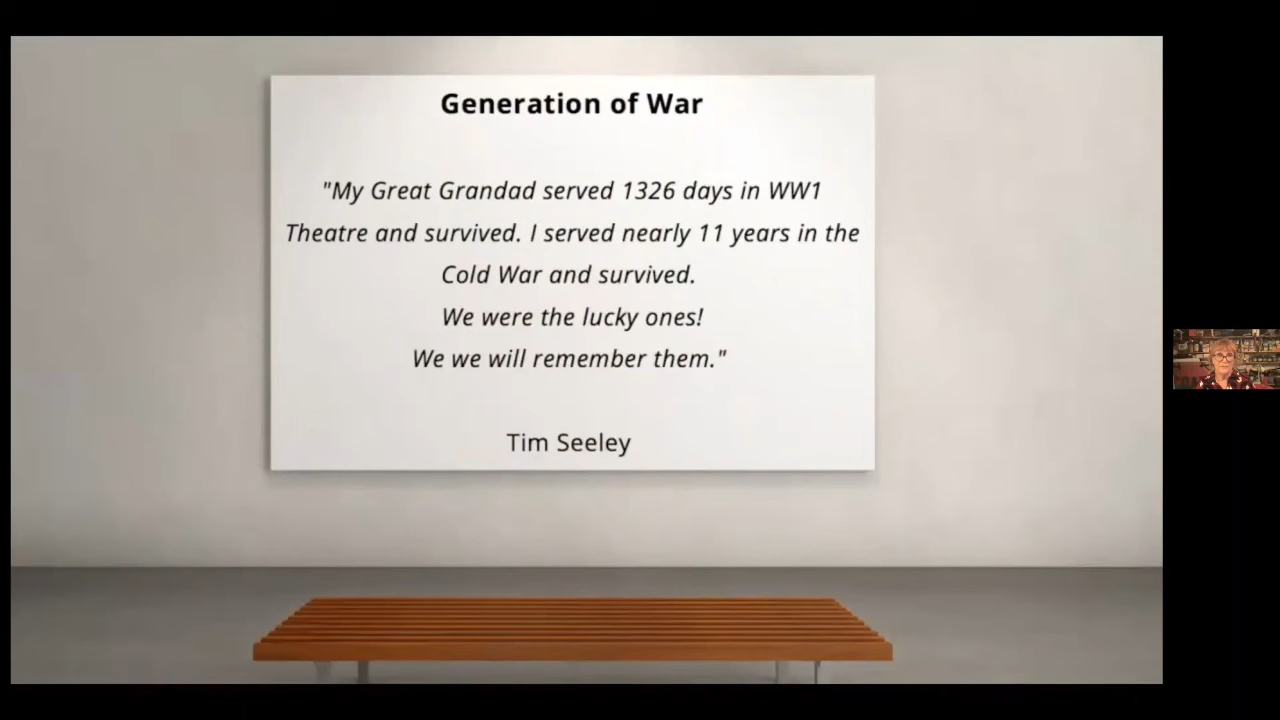 Generation of War
"My Great Grandad served 1326 days in WW1
Theatre and survived. I served nearly 11 years in the
Cold War and survived.
We were the lucky ones!
We we will remember them."
Tim Seeley